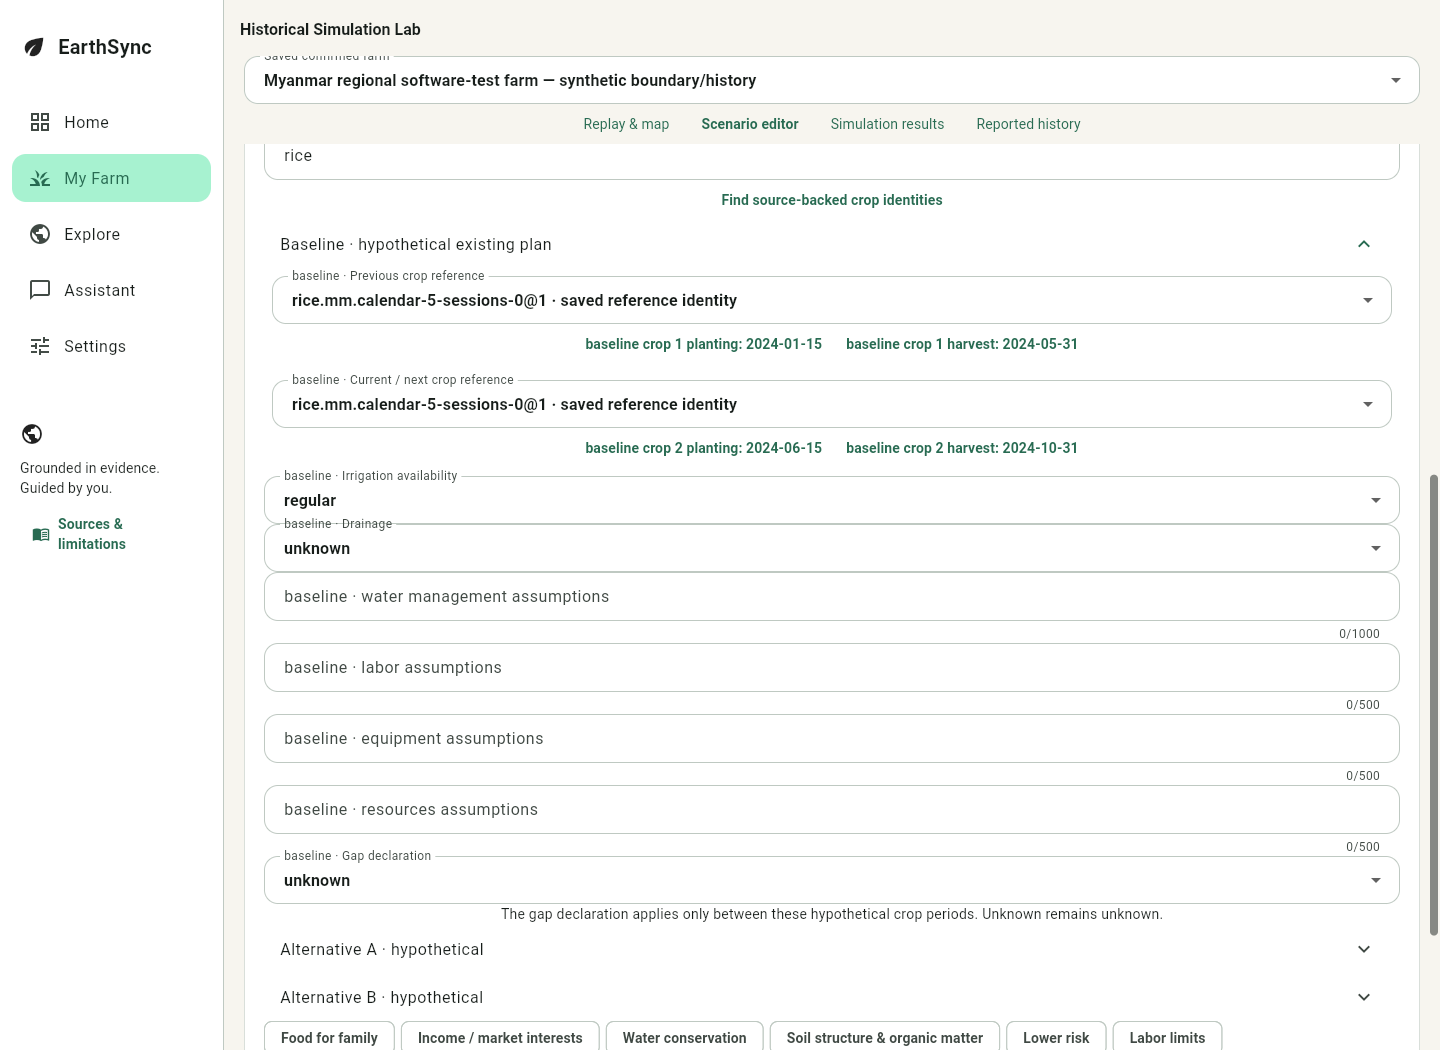 EarthSync
Home
My Farm
Explore
Assistant
Settings
Grounded in evidence.
Guided by you.
Sources &
limitations
Historical Simulation Lab
Saved confirmed farm
Myanmar regional software-test farm — synthetic boundary/history
Replay & map
Scenario editor
Simulation results
Reported history
rice
Find source-backed crop identities
Baseline · hypothetical existing plan
baseline · Previous crop reference
rice.mm.calendar-5-sessions-0@1 · saved reference identity
baseline crop 1 planting: 2024-01-15 baseline crop 1 harvest: 2024-05-31
baseline · Current / next crop reference
rice.mm.calendar-5-sessions-0@1 · saved reference identity
baseline crop 2 planting: 2024-06-15 baseline crop 2 harvest: 2024-10-31
baseline · Irrigation availability
regular
baseline · Drainage
unknown
baseline · water management assumptions
0/1000
baseline · labor assumptions
0/500
baseline · equipment assumptions
0/500
baseline · resources assumptions
0/500
baseline · Gap declaration
unknown
The gap declaration applies only between these hypothetical crop periods. Unknown remains unknown.
Alternative A · hypothetical
Alternative B · hypothetical
Food for family
Income / market interests
Water conservation
Soil structure & organic matter
Lower risk
Labor limits